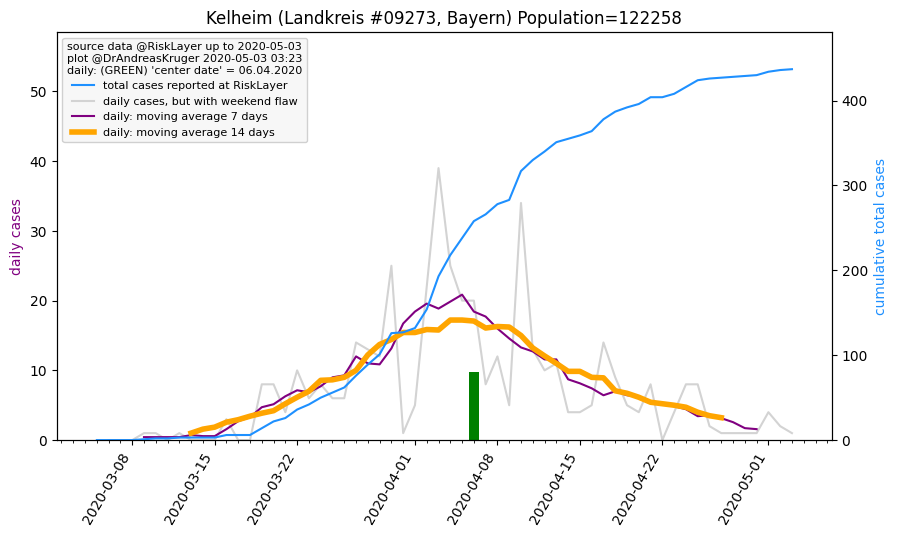 Kelheim (Landkreis #09273, Bayern) Population=122258
source data @RiskLayer up to 2020-05-03
plot @DrAndreasKruger 2020-05-03 03:23
daily: (GREEN) 'center date' = 06.04.2020
total cases reported at RiskLayer
daily cases, but with weekend flaw
daily: moving average 7 days
daily: moving average 14 days
daily cases
50
40
30
20
10
0
cumulative total cases
400
300
200
100
0
2020-03-08
2020-03-15
2020-03-22
2020-04-01
2020-04-08
2020-04-15
2020-04-22
2020-05-01